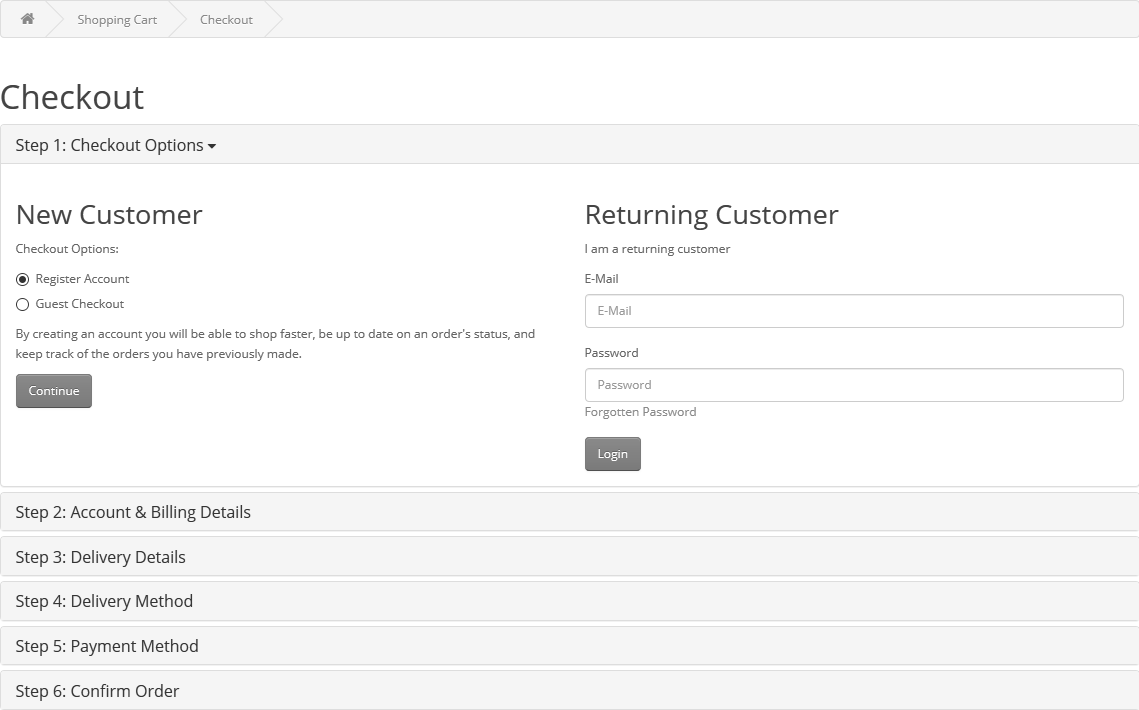 Shopping Cart
Checkout
Checkout
Step 1: Checkout Options
New Customer
Checkout Options:
Register Account
Guest Checkout
By creating an account you will be able to shop faster, be up to date on an order's status, and
keep track of the orders you have previously made.
Continue
Returning Customer
I am a returning customer
E-Mail
E-Mail
Password
Password
Forgotten Password
Login
Step 2: Account & Billing Details
Step 3: Delivery Details
Step 4: Delivery Method
Step 5: Payment Method
Step 6: Confirm Order